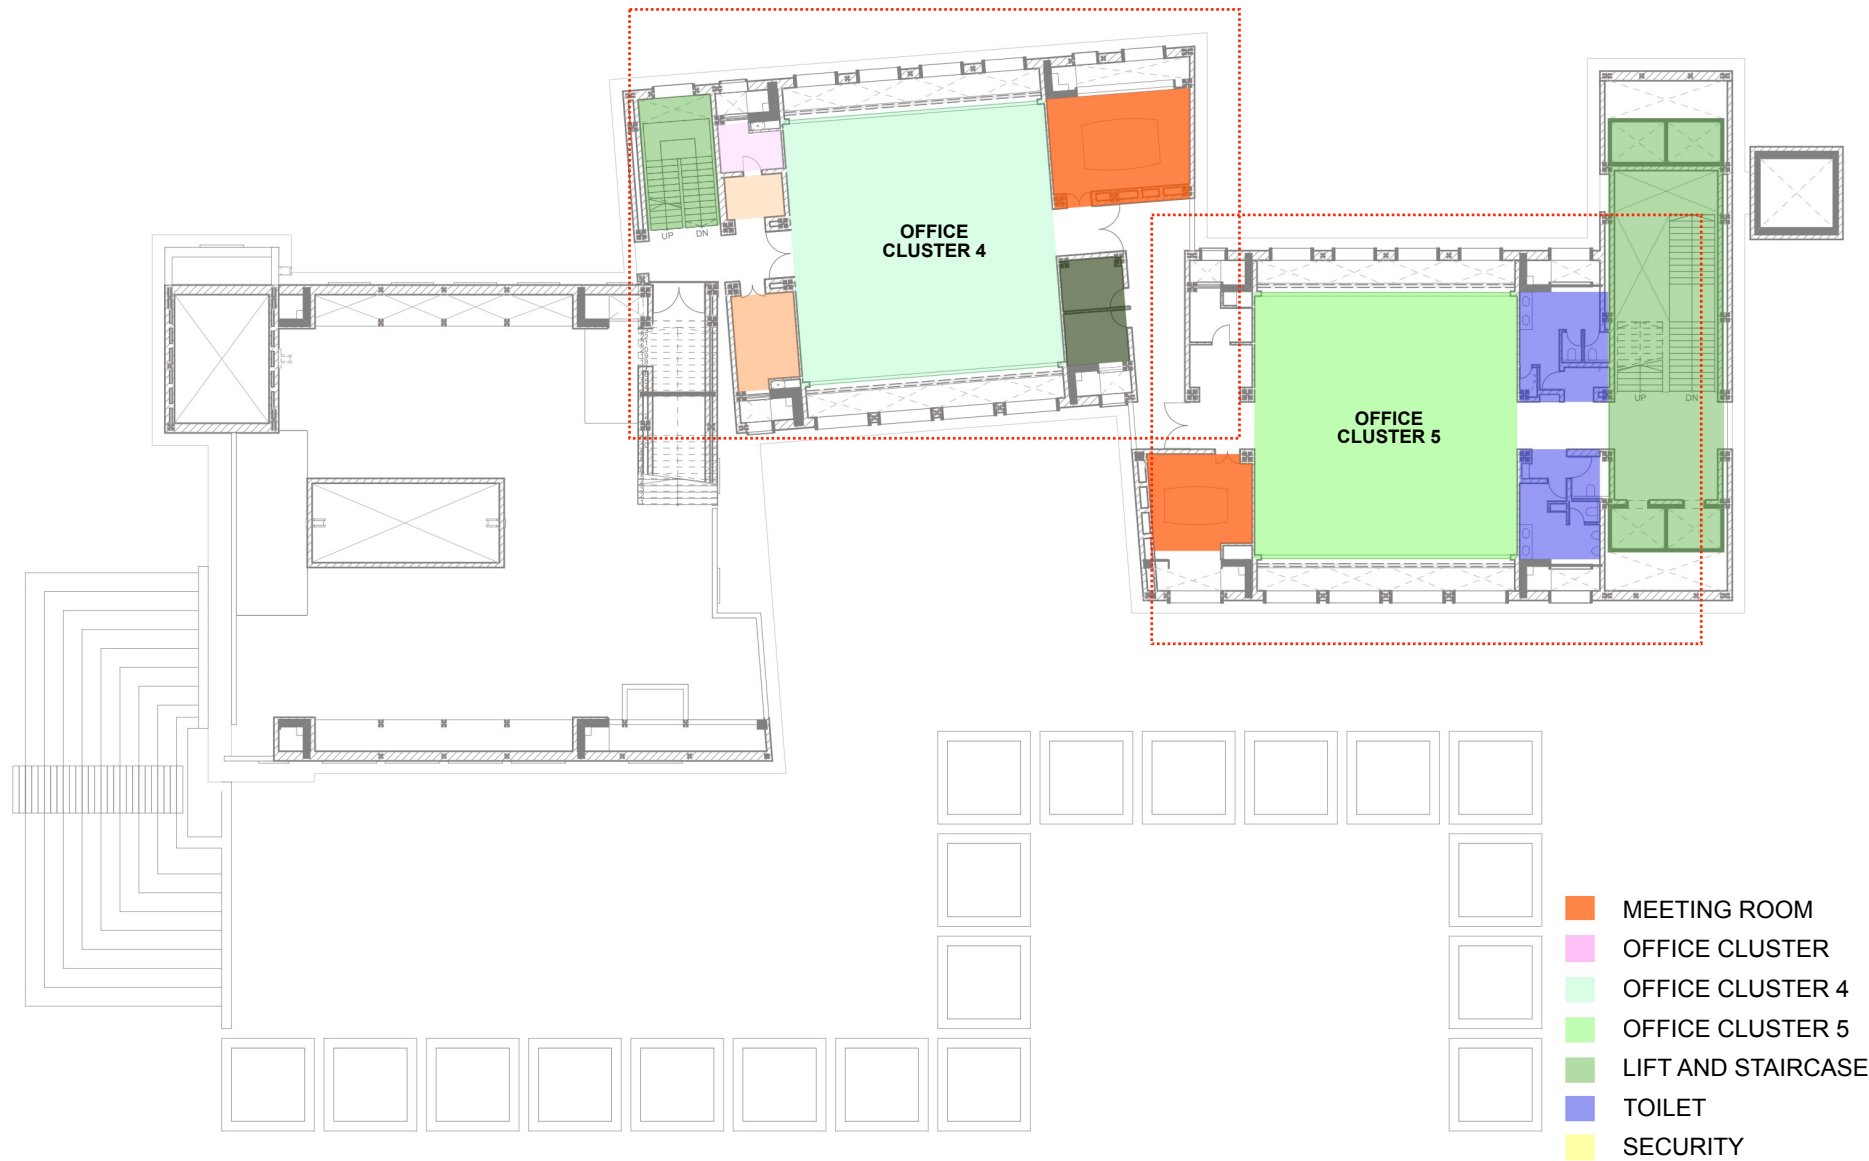 OFFICE
CLUSTER 4
UP DN
OFFICE
CLUSTER 5
UP DN
MEETING ROOM
OFFICE CLUSTER
OFFICE CLUSTER 4
OFFICE CLUSTER 5
LIFT AND STAIRCASE
TOILET
SECURITY